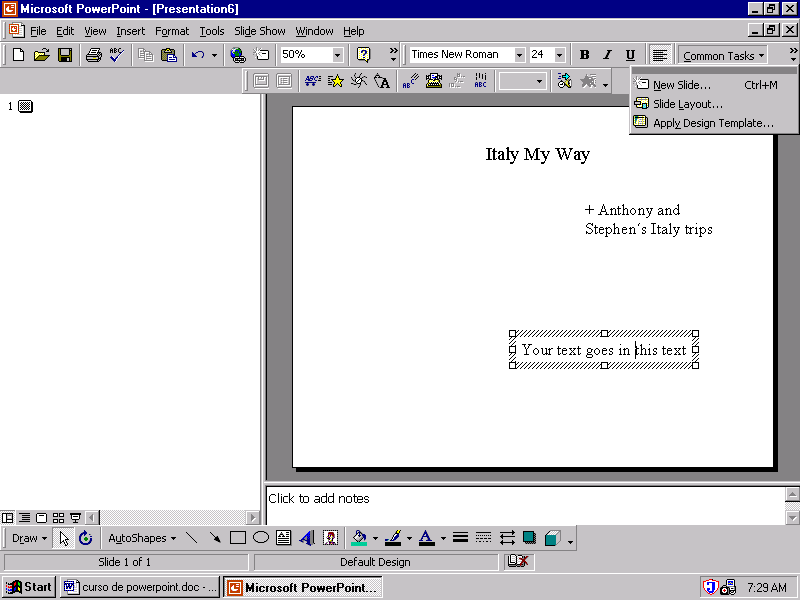 Microsoft PowerPoint - [Presentation6]
File Edit View Insert Format Tools Slide Show Window Help
50% Times New Roman 24 B I U Common Tasks
New Slide... Ctrl+M
Slide Layout...
Apply Design Template...
1
Italy My Way
+ Anthony and
Stephen´s Italy trips
Your text goes in this text
Click to add notes
Draw AutoShapes
Slide 1 of 1 Default Design
Start curso de powerpoint.doc - ... Microsoft PowerPoint... 7:29 AM